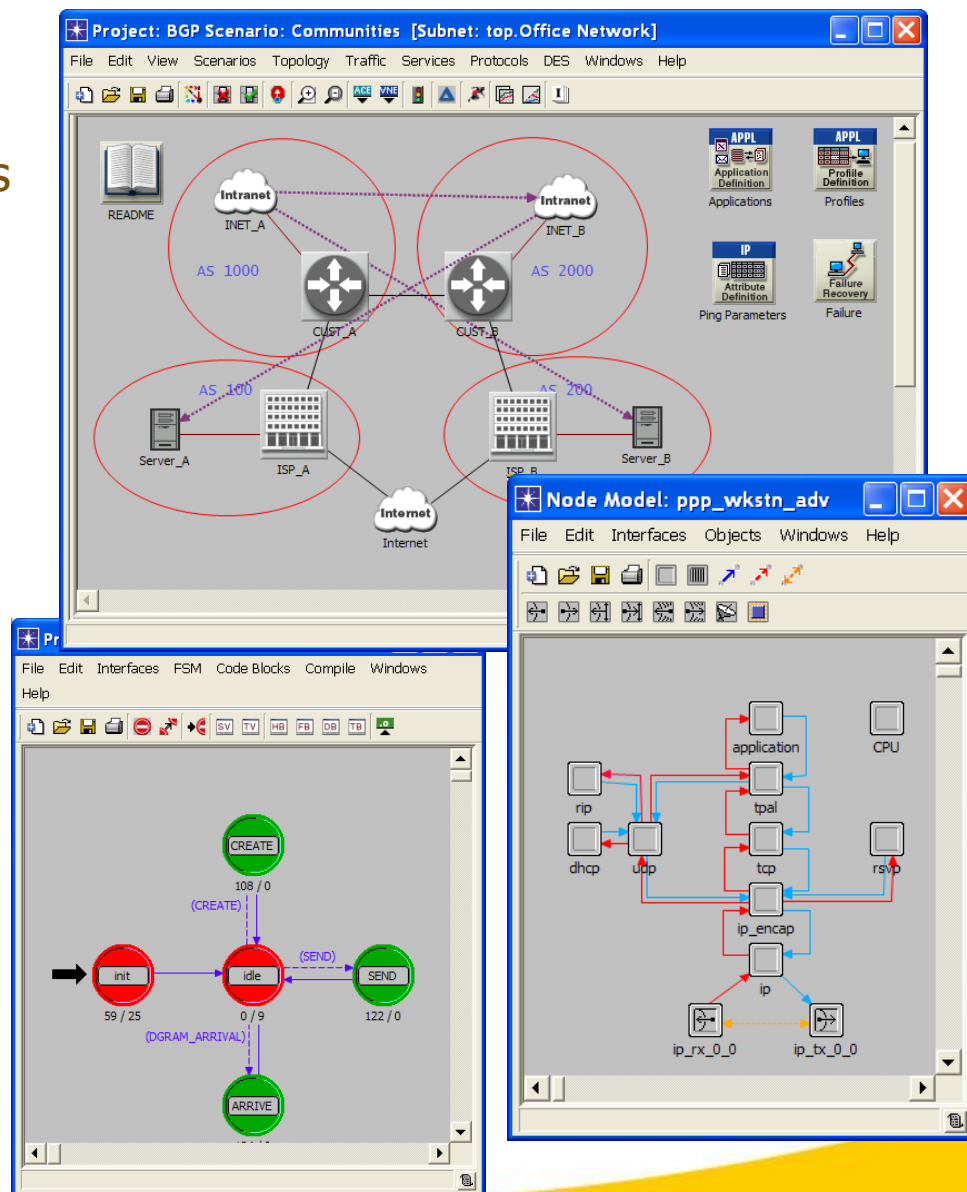 Project: BGP Scenario: Communities [Subnet: top.Office Network]
File Edit View Scenarios Topology Traffic Services Protocols DES Windows Help
ACE VNE
s
README
Intranet
INET_A
Intranet
INET_B
AS 1000
AS 2000
CUST_A
CUST_B
AS 100
AS 200
Server_A
ISP_A
ISP_B
Server_B
Internet
Internet
APPL
Application
Definition
Applications
APPL
Profile
Definition
Profiles
IP
Attribute
Definition
Ping Parameters
Failure
Recovery
Failure
Node Model: ppp_wkstn_adv
File Edit Interfaces Objects Windows Help
application
CPU
rip
tpal
dhcp
udp
tcp
rsvp
ip_encap
ip
ip_rx_0_0
ip_tx_0_0
Pr
File Edit Interfaces FSM Code Blocks Compile Windows
Help
SV TV HB FB DB TB
CREATE
108 / 0
(CREATE)
init
idle
(SEND)
SEND
59 / 25
0 / 9
122 / 0
(DGRAM_ARRIVAL)
ARRIVE